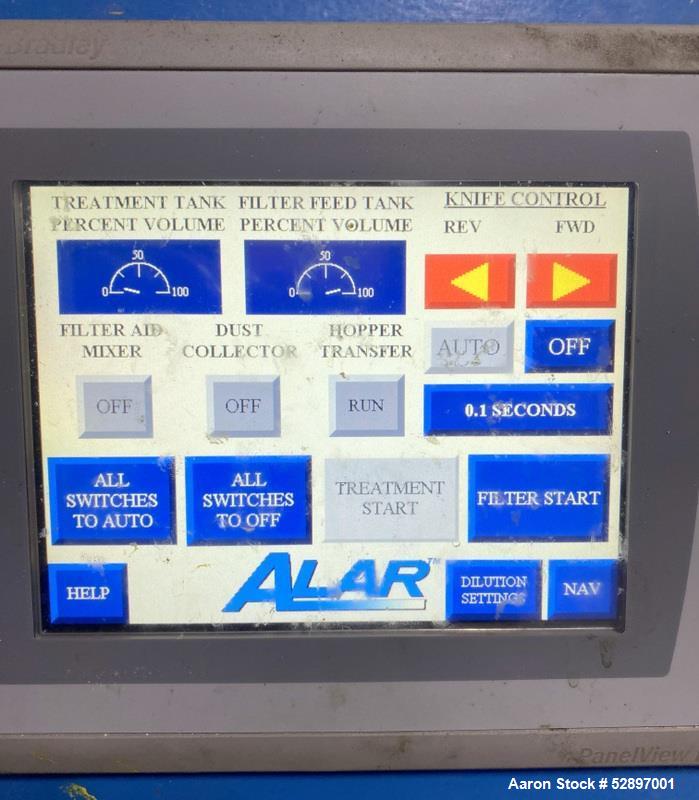 Bradley
TREATMENT TANK
PERCENT VOLUME
FILTER FEED TANK
PERCENT VOLUME
KNIFE CONTROL
REV FWD
50
0 100
50
0 100
FILTER AID
MIXER
DUST
COLLECTOR
HOPPER
TRANSFER
AUTO
OFF
OFF
OFF
RUN
0.1 SECONDS
ALL
SWITCHES
TO AUTO
ALL
SWITCHES
TO OFF
TREATMENT
START
FILTER START
HELP
ALAR™
DILUTION
SETTINGS
NAV
PanelView
Aaron Stock # 52897001